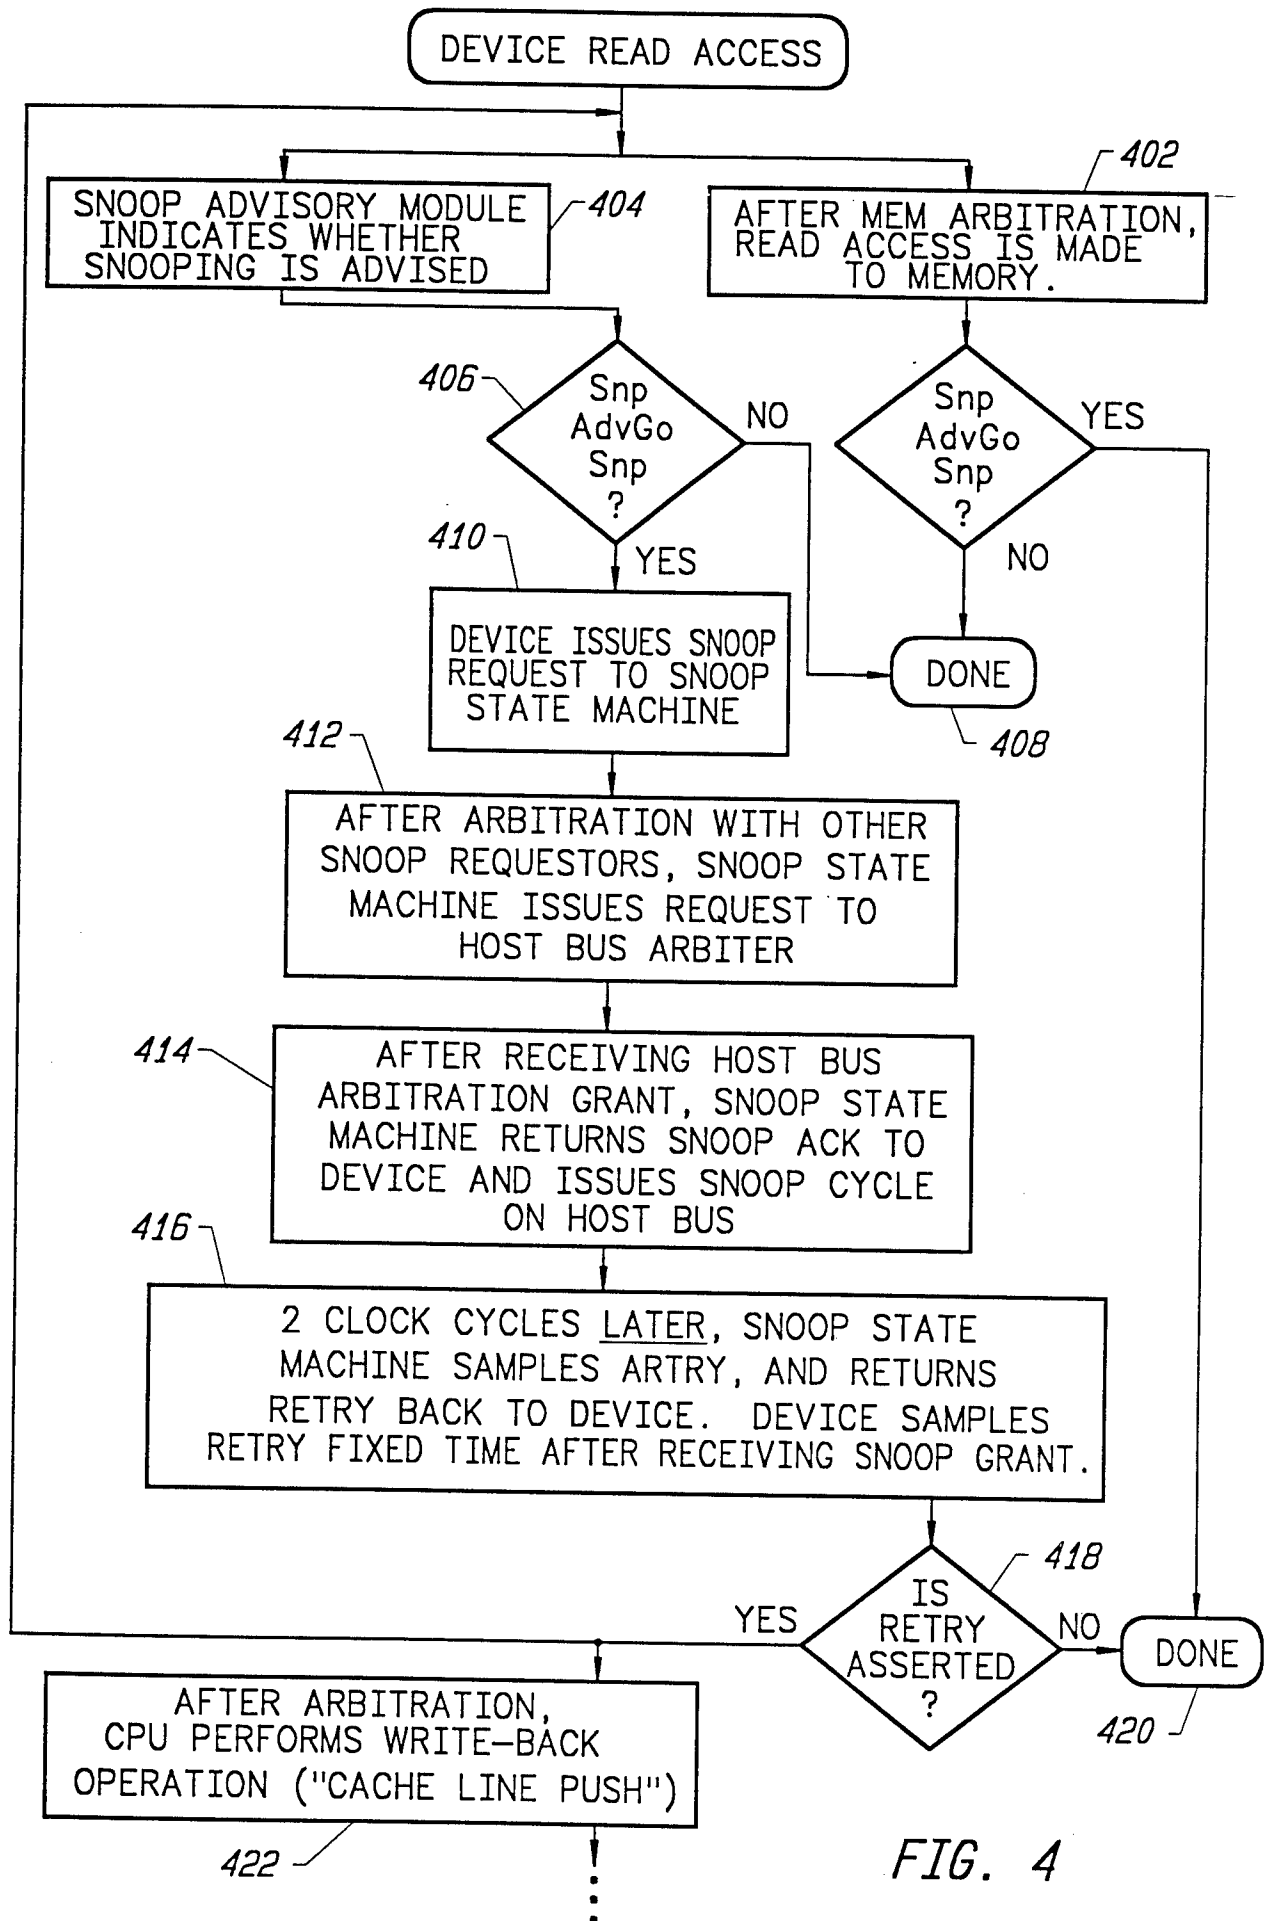 DEVICE READ ACCESS
402
SNOOP ADVISORY MODULE
INDICATES WHETHER
SNOOPING IS ADVISED
404
AFTER MEM ARBITRATION,
READ ACCESS IS MADE
TO MEMORY.
406
Snp
AdvGo
Snp
?
NO
YES
Snp
AdvGo
Snp
?
YES
NO
410
DEVICE ISSUES SNOOP
REQUEST TO SNOOP
STATE MACHINE
DONE
408
412
AFTER ARBITRATION WITH OTHER
SNOOP REQUESTORS, SNOOP STATE
MACHINE ISSUES REQUEST TO
HOST BUS ARBITER
414
AFTER RECEIVING HOST BUS
ARBITRATION GRANT, SNOOP STATE
MACHINE RETURNS SNOOP ACK TO
DEVICE AND ISSUES SNOOP CYCLE
ON HOST BUS
416
2 CLOCK CYCLES LATER, SNOOP STATE
MACHINE SAMPLES ARTRY, AND RETURNS
RETRY BACK TO DEVICE. DEVICE SAMPLES
RETRY FIXED TIME AFTER RECEIVING SNOOP GRANT.
418
IS
RETRY
ASSERTED
?
YES
NO
DONE
420
AFTER ARBITRATION,
CPU PERFORMS WRITE-BACK
OPERATION ("CACHE LINE PUSH")
422
FIG. 4